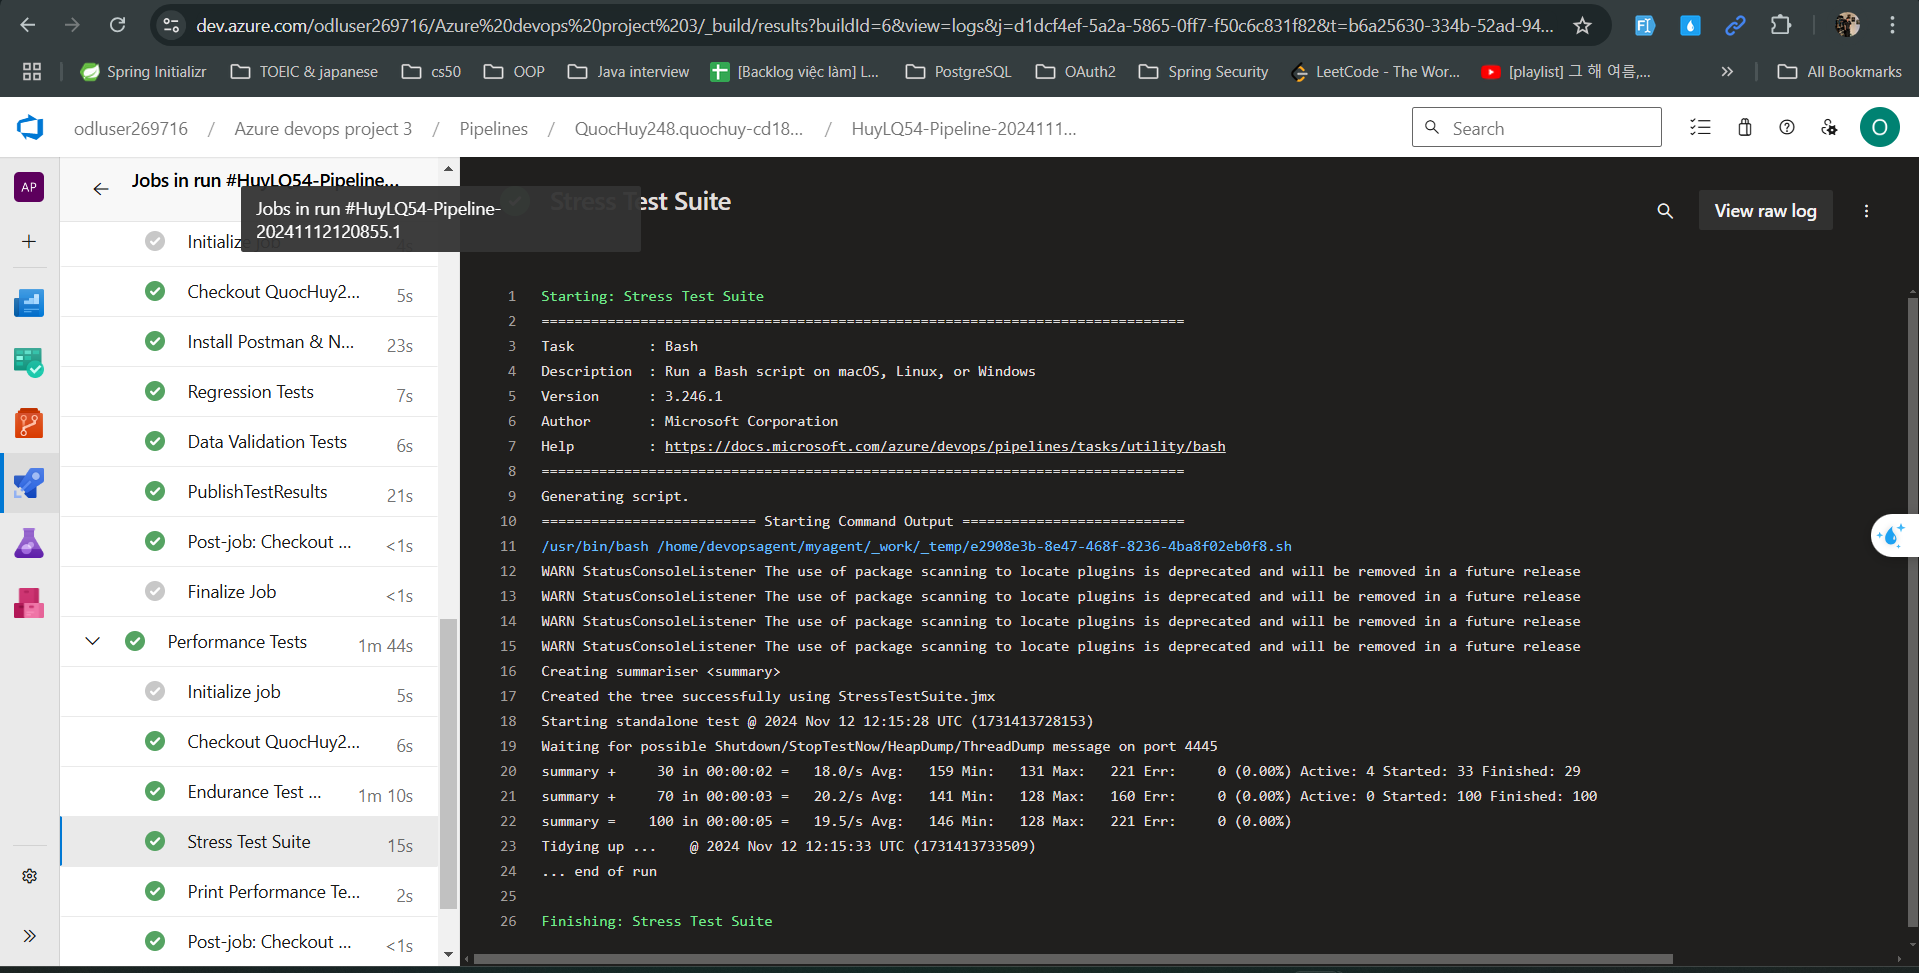 dev.azure.com/odluser269716/Azure%20devops%20project%203/_build/results?buildId=6&view=logs&j=d1dcf4ef-5a2a-5865-0ff7-f50c6c831f82&t=b6a25630-334b-52ad-94...
Spring Initializr
TOEIC & japanese
cs50
OOP
Java interview
[Backlog việc làm] L...
PostgreSQL
OAuth2
Spring Security
LeetCode - The Wor...
[playlist] 그 해 여름,...
All Bookmarks
odluser269716 / Azure devops project 3 / Pipelines / QuocHuy248.quochuy-cd18... / HuyLQ54-Pipeline-2024111...
Search
O
AP
Jobs in run #HuyLQ54-Pipeline...
Jobs in run #HuyLQ54-Pipeline-
20241112120855.1
Initialize job
Checkout QuocHuy2... 5s
Install Postman & N... 23s
Regression Tests 7s
Data Validation Tests 6s
PublishTestResults 21s
Post-job: Checkout ... <1s
Finalize Job <1s
Performance Tests 1m 44s
Initialize job 5s
Checkout QuocHuy2... 6s
Endurance Test ... 1m 10s
Stress Test Suite 15s
Print Performance Te... 2s
Post-job: Checkout ... <1s
Stress Test Suite
View raw log
1 Starting: Stress Test Suite
2 ==============================================================================
3 Task         : Bash
4 Description  : Run a Bash script on macOS, Linux, or Windows
5 Version      : 3.246.1
6 Author       : Microsoft Corporation
7 Help         : https://docs.microsoft.com/azure/devops/pipelines/tasks/utility/bash
8 ==============================================================================
9 Generating script.
10 ========================== Starting Command Output ===========================
11 /usr/bin/bash /home/devopsagent/myagent/_work/_temp/e2908e3b-8e47-468f-8236-4ba8f02eb0f8.sh
12 WARN StatusConsoleListener The use of package scanning to locate plugins is deprecated and will be removed in a future release
13 WARN StatusConsoleListener The use of package scanning to locate plugins is deprecated and will be removed in a future release
14 WARN StatusConsoleListener The use of package scanning to locate plugins is deprecated and will be removed in a future release
15 WARN StatusConsoleListener The use of package scanning to locate plugins is deprecated and will be removed in a future release
16 Creating summariser <summary>
17 Created the tree successfully using StressTestSuite.jmx
18 Starting standalone test @ 2024 Nov 12 12:15:28 UTC (1731413728153)
19 Waiting for possible Shutdown/StopTestNow/HeapDump/ThreadDump message on port 4445
20 summary +     30 in 00:00:02 =   18.0/s Avg:   159 Min:   131 Max:   221 Err:     0 (0.00%) Active: 4 Started: 33 Finished: 29
21 summary +     70 in 00:00:03 =   20.2/s Avg:   141 Min:   128 Max:   160 Err:     0 (0.00%) Active: 0 Started: 100 Finished: 100
22 summary =    100 in 00:00:05 =   19.5/s Avg:   146 Min:   128 Max:   221 Err:     0 (0.00%)
23 Tidying up ...    @ 2024 Nov 12 12:15:33 UTC (1731413733509)
24 ... end of run
25
26 Finishing: Stress Test Suite